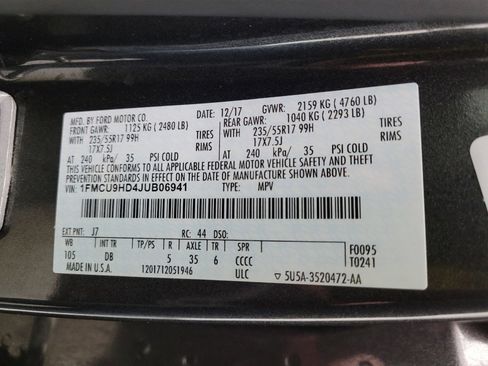 MFD. BY FORD MOTOR CO. DATE: 12/17 GVWR: 2159 KG (4760 LB)
FRONT GAWR: 1125 KG (2480 LB) REAR GAWR: 1040 KG (2293 LB)
WITH 235/55R17 99H TIRES WITH 235/55R17 99H TIRES
17X7.5J RIMS 17X7.5J RIMS
AT 240 kPa/ 35 PSI COLD AT 240 kPa/ 35 PSI COLD
THIS VEHICLE CONFORMS TO ALL APPLICABLE FEDERAL MOTOR VEHICLE SAFETY AND THEFT
PREVENTION STANDARDS IN EFFECT ON THE DATE OF MANUFACTURE SHOWN ABOVE.
VIN: 1FMCU9HD4JUB06941 TYPE: MPV
EXT PNT: J7 RC: 44 DSO:
WB INT TR TP/PS R AXLE TR SPR F0095
105 DB 5 35 6 CCCC T0241
MADE IN U.S.A. 1201712051946 ULC ▽ 5U5A-3520472-AA